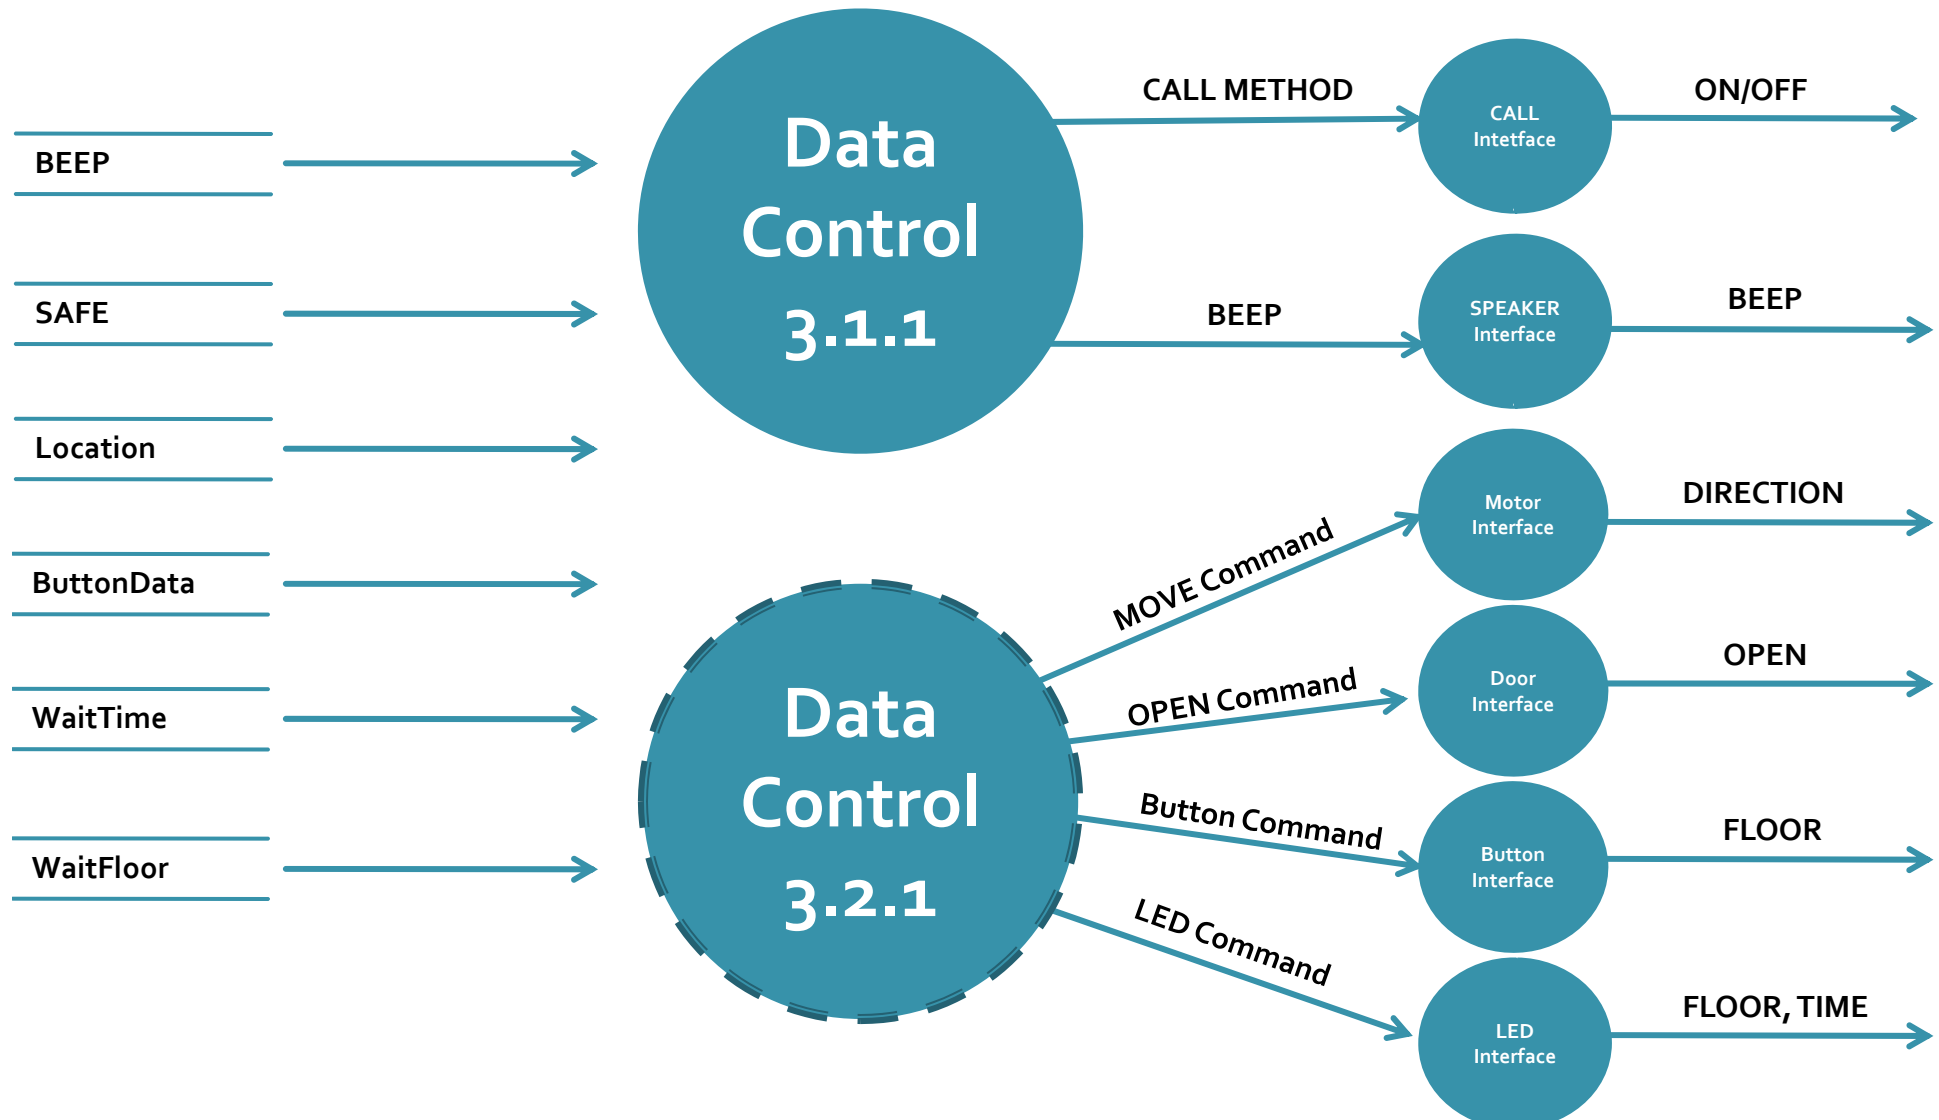 BEEP
SAFE
Location
ButtonData
WaitTime
WaitFloor
Data
Control
3.1.1
CALL METHOD
CALL
Intetface
ON/OFF
BEEP
SPEAKER
Interface
BEEP
Data
Control
3.2.1
MOVE Command
Motor
Interface
DIRECTION
OPEN Command
Door
Interface
OPEN
Button Command
Button
Interface
FLOOR
LED Command
LED
Interface
FLOOR, TIME